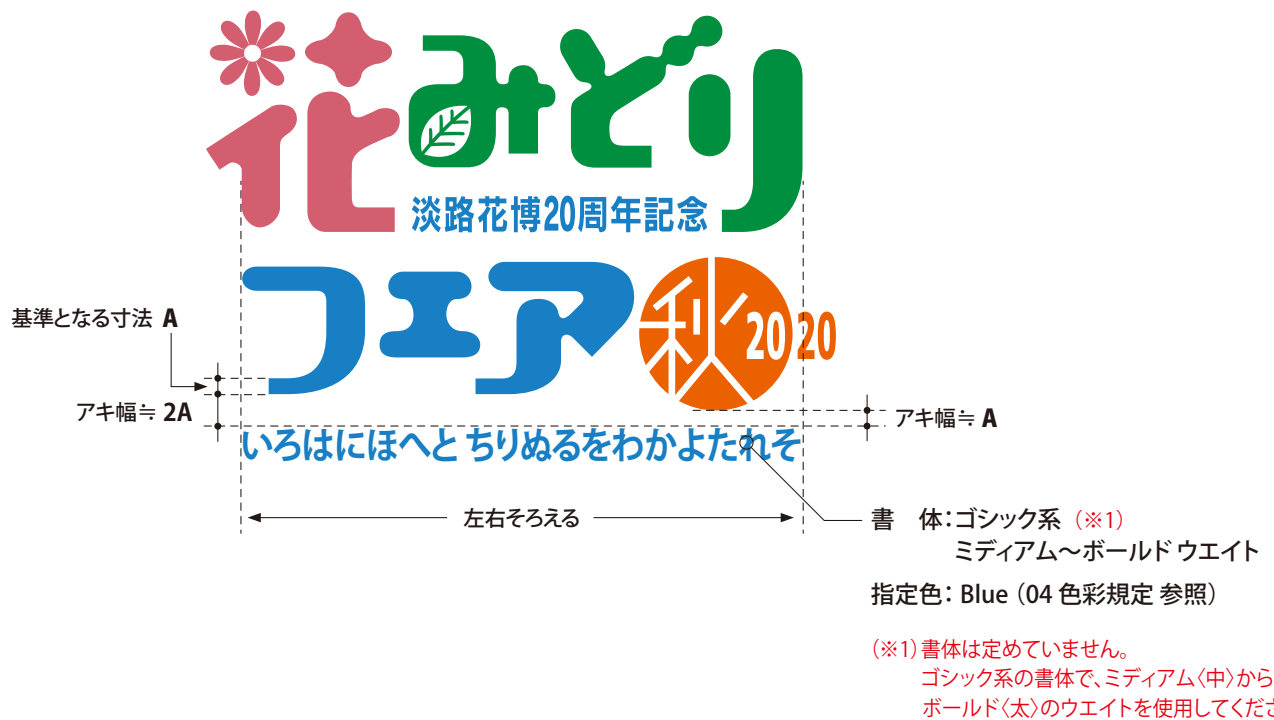 花みどり
淡路花博20周年記念
フェア秋2020
基準となる寸法 A
アキ幅≒ 2A
アキ幅≒ A
いろはにほへと ちりぬるをわかよたれそ
左右そろえる
書　体：ゴシック系（※1）
ミディアム～ボールド ウエイト
指定色： Blue（04 色彩規定 参照）
（※1）書体は定めていません。
ゴシック系の書体で、ミディアム〈中〉から
ボールド〈太〉のウエイトを使用してくださ